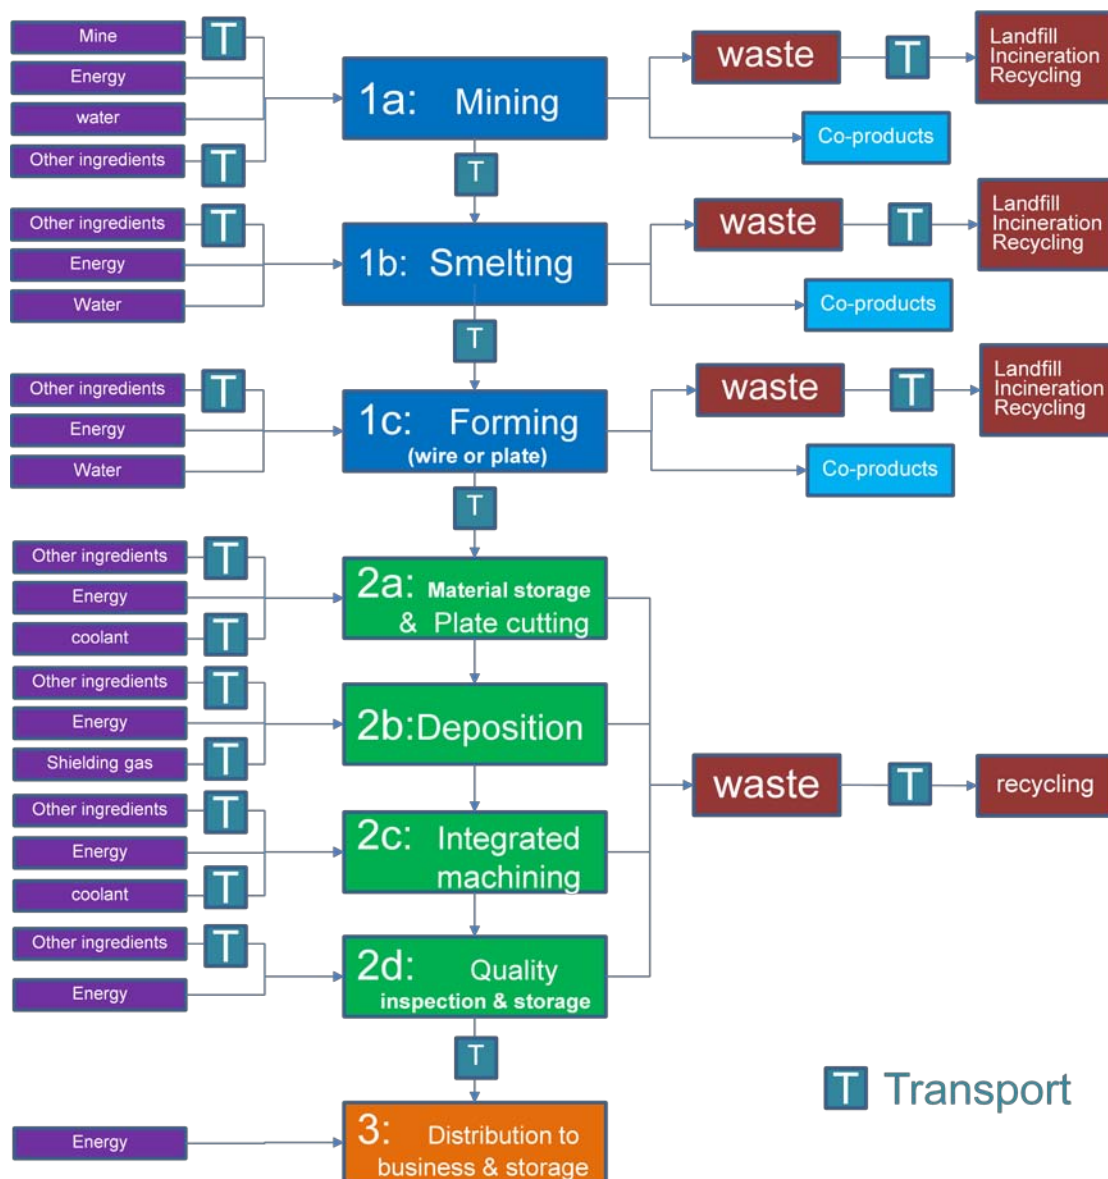 Mine
T
Energy
water
Other ingredients
T
1a: Mining
waste
T
Landfill
Incineration
Recycling
Co-products
T
Other ingredients
T
Energy
Water
1b: Smelting
waste
T
Landfill
Incineration
Recycling
Co-products
T
Other ingredients
T
Energy
Water
1c: Forming
(wire or plate)
waste
T
Landfill
Incineration
Recycling
Co-products
T
Other ingredients
T
Energy
coolant
T
2a: Material storage
& Plate cutting
Other ingredients
T
Energy
Shielding gas
T
2b:Deposition
waste
T
recycling
Other ingredients
T
Energy
coolant
T
2c: Integrated
machining
Other ingredients
T
Energy
2d: Quality
inspection & storage
T
T Transport
Energy
3: Distribution to
business & storage